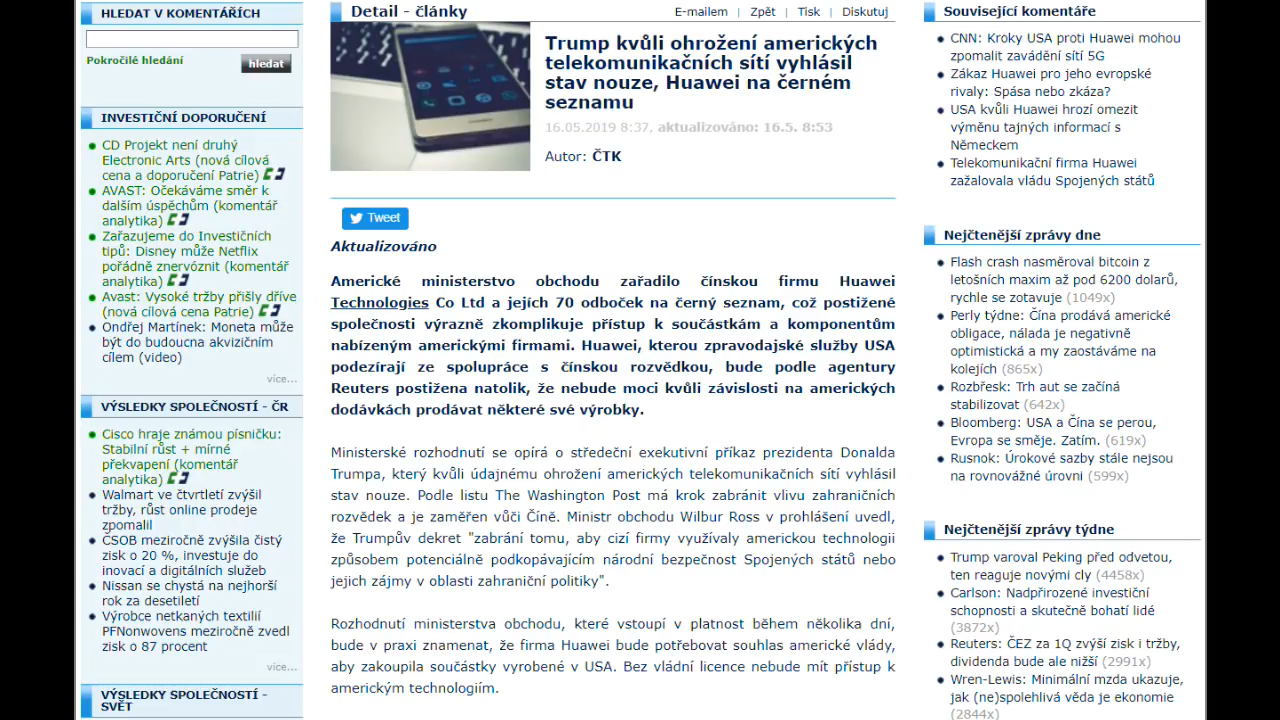 HLEDAT V KOMENTÁŘÍCH
Pokročilé hledání
hledat
INVESTIČNÍ DOPORUČENÍ
CD Projekt není druhý
Electronic Arts (nová cílová
cena a doporučení Patrie)
AVAST: Očekáváme směr k
dalším úspěchům (komentář
analytika)
Zařazujeme do Investičních
tipů: Disney může Netflix
pořádně znervóznit (komentář
analytika)
Avast: Vysoké tržby přišly dříve
(nová cílová cena Patrie)
Ondřej Martínek: Moneta může
být do budoucna akvizičním
cílem (video)
více...
VÝSLEDKY SPOLEČNOSTÍ - ČR
Cisco hraje známou písničku:
Stabilní růst + mírné
překvapení (komentář
analytika)
Walmart ve čtvrtletí zvýšil
tržby, růst online prodeje
zpomalil
ČSOB meziročně zvýšila čistý
zisk o 20 %, investuje do
inovací a digitálních služeb
Nissan se chystá na nejhorší
rok za desetiletí
Výrobce netkaných textilií
PFNonwovens meziročně zvedl
zisk o 87 procent
více...
VÝSLEDKY SPOLEČNOSTÍ -
SVĚT
Detail - články
E-mailem | Zpět | Tisk | Diskutuj
Trump kvůli ohrožení amerických
telekomunikačních sítí vyhlásil
stav nouze, Huawei na černém
seznamu
16.05.2019 8:37, aktualizováno: 16.5. 8:53
Autor: ČTK
Tweet
Aktualizováno
Americké ministerstvo obchodu zařadilo čínskou firmu Huawei
Technologies Co Ltd a jejích 70 odboček na černý seznam, což postižené
společnosti výrazně zkomplikuje přístup k součástkám a komponentům
nabízeným americkými firmami. Huawei, kterou zpravodajské služby USA
podezírají ze spolupráce s čínskou rozvědkou, bude podle agentury
Reuters postižena natolik, že nebude moci kvůli závislosti na amerických
dodávkách prodávat některé své výrobky.
Ministerské rozhodnutí se opírá o středeční exekutivní příkaz prezidenta Donalda
Trumpa, který kvůli údajnému ohrožení amerických telekomunikačních sítí vyhlásil
stav nouze. Podle listu The Washington Post má krok zabránit vlivu zahraničních
rozvědek a je zaměřen vůči Číně. Ministr obchodu Wilbur Ross v prohlášení uvedl,
že Trumpův dekret "zabrání tomu, aby cizí firmy využívaly americkou technologii
způsobem potenciálně podkopávajícím národní bezpečnost Spojených států nebo
jejich zájmy v oblasti zahraniční politiky".
Rozhodnutí ministerstva obchodu, které vstoupí v platnost během několika dní,
bude v praxi znamenat, že firma Huawei bude potřebovat souhlas americké vlády,
aby zakoupila součástky vyrobené v USA. Bez vládní licence nebude mít přístup k
americkým technologiím.
Související komentáře
CNN: Kroky USA proti Huawei mohou
zpomalit zavádění sítí 5G
Zákaz Huawei pro jeho evropské
rivaly: Spása nebo zkáza?
USA kvůli Huawei hrozí omezit
výměnu tajných informací s
Německem
Telekomunikační firma Huawei
zažalovala vládu Spojených států
Nejčtenější zprávy dne
Flash crash nasměroval bitcoin z
letošních maxim až pod 6200 dolarů,
rychle se zotavuje (1049x)
Perly týdne: Čína prodává americké
obligace, nálada je negativně
optimistická a my zaostáváme na
kolejích (865x)
Rozbřesk: Trh aut se začíná
stabilizovat (642x)
Bloomberg: USA a Čína se perou,
Evropa se směje. Zatím. (619x)
Rusnok: Úrokové sazby stále nejsou
na rovnovážné úrovni (599x)
Nejčtenější zprávy týdne
Trump varoval Peking před odvetou,
ten reaguje novými cly (4458x)
Carlson: Nadpřirozené investiční
schopnosti a skutečně bohatí lidé
(3872x)
Reuters: ČEZ za 1Q zvýší zisk i tržby,
dividenda bude ale nižší (2991x)
Wren-Lewis: Minimální mzda ukazuje,
jak (ne)spolehlivá věda je ekonomie
(2844x)